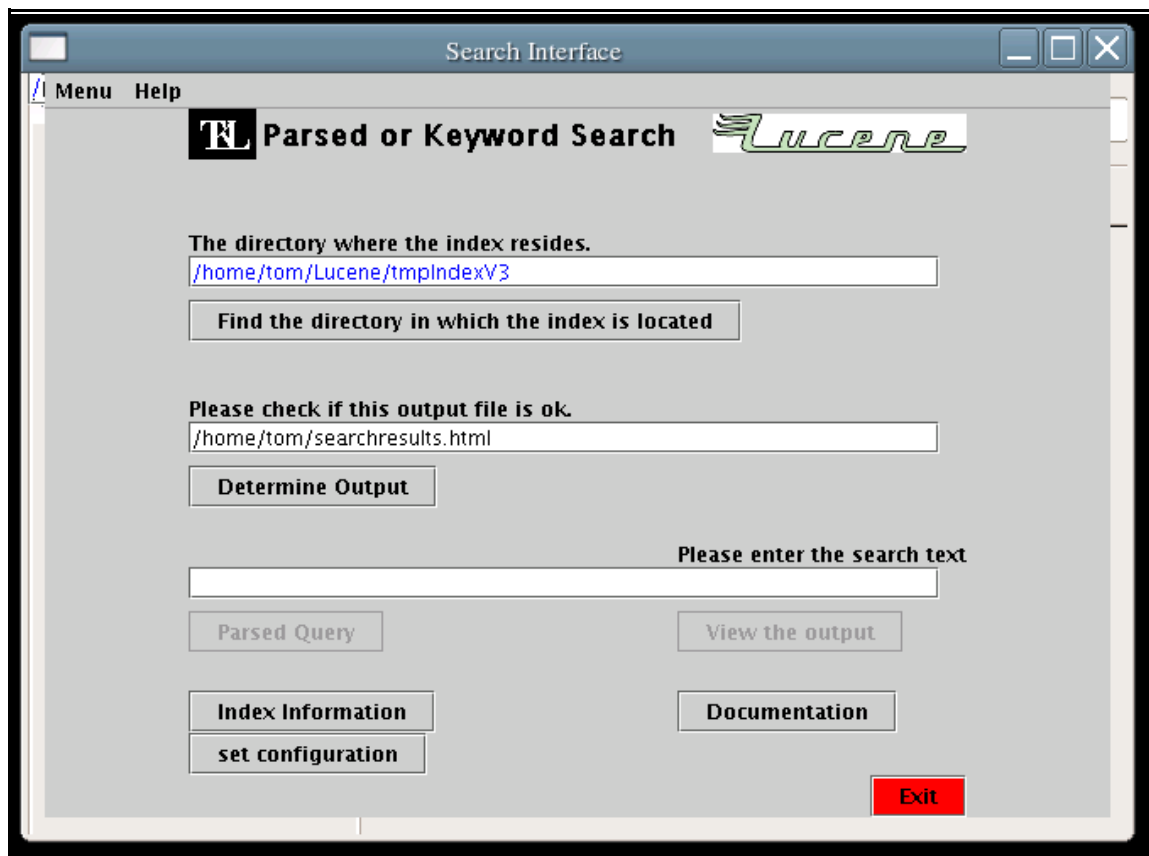 Search Interface
Menu Help
TNL Parsed or Keyword Search Lucene
The directory where the index resides.
/home/tom/Lucene/tmpIndexV3
Find the directory in which the index is located
Please check if this output file is ok.
/home/tom/searchresults.html
Determine Output
Please enter the search text
Parsed Query View the output
Index Information Documentation
set configuration
Exit